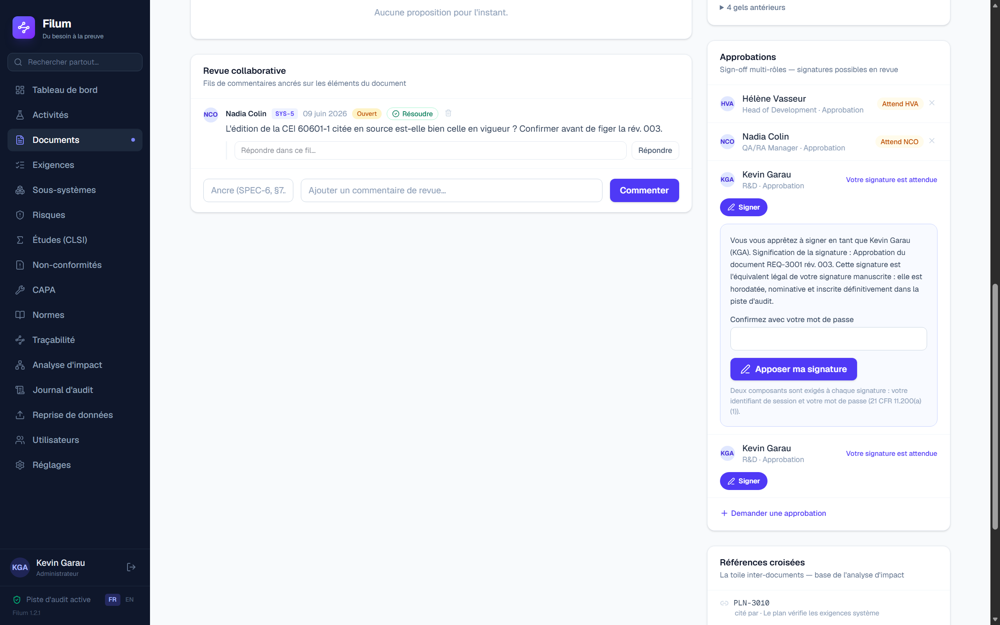 Filum
Du besoin à la preuve
Rechercher partout...
Tableau de bord
Activités
Documents
Exigences
Sous-systèmes
Risques
Études (CLSI)
Non-conformités
CAPA
Normes
Traçabilité
Analyse d'impact
Journal d'audit
Reprise de données
Utilisateurs
Réglages
KGA
Kevin Garau
Administrateur
Piste d'audit active
FR
EN
Filum 1.2.1
Aucune proposition pour l'instant.
Revue collaborative
Fils de commentaires ancrés sur les éléments du document
NCO Nadia Colin SYS-5 09 juin 2026 Ouvert Résoudre
L'édition de la CEI 60601-1 citée en source est-elle bien celle en vigueur ? Confirmer avant de figer la rév. 003.
Répondre dans ce fil...
Répondre
Ancre (SPEC-6, §7..
Ajouter un commentaire de revue...
Commenter
4 gels antérieurs
Approbations
Sign-off multi-rôles — signatures possibles en revue
HVA
Hélène Vasseur
Head of Development · Approbation
Attend HVA
NCO
Nadia Colin
QA/RA Manager · Approbation
Attend NCO
KGA
Kevin Garau
R&D · Approbation
Votre signature est attendue
Signer
Vous vous apprêtez à signer en tant que Kevin Garau
(KGA). Signification de la signature : Approbation du
document REQ-3001 rév. 003. Cette signature est
l'équivalent légal de votre signature manuscrite : elle est
horodatée, nominative et inscrite définitivement dans la
piste d'audit.
Confirmez avec votre mot de passe
Apposer ma signature
Deux composants sont exigés à chaque signature : votre
identifiant de session et votre mot de passe (21 CFR 11.200(a)
(1)).
KGA
Kevin Garau
R&D · Approbation
Votre signature est attendue
Signer
Demander une approbation
Références croisées
La toile inter-documents — base de l'analyse d'impact
PLN-3010
cité par · Le plan vérifie les exigences système